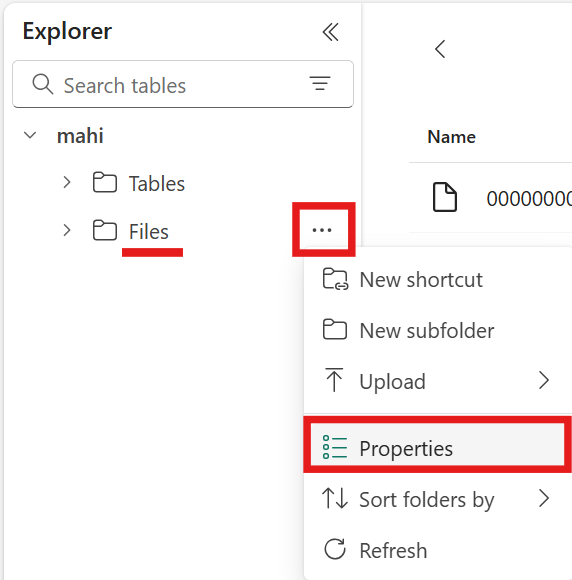 Explorer
Search tables
mahi
Tables
Files
Name
00000000
New shortcut
New subfolder
Upload
Properties
Sort folders by
Refresh